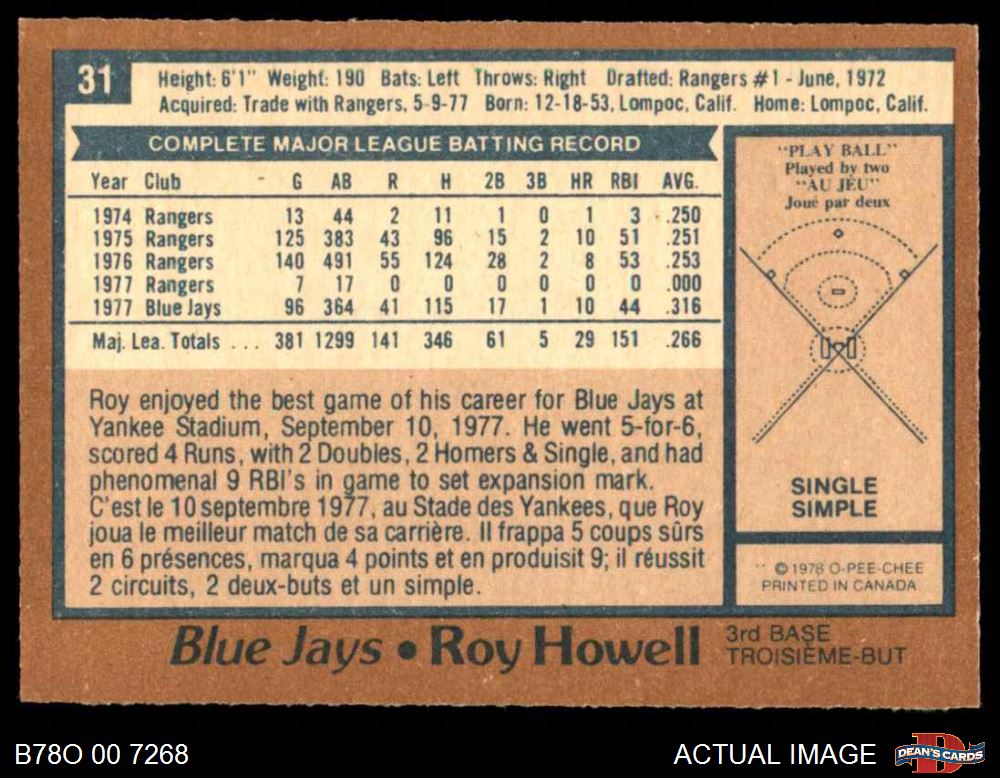 31
Height: 6'1" Weight: 190 Bats: Left Throws: Right Drafted: Rangers #1 - June, 1972
Acquired: Trade with Rangers, 5-9-77 Born: 12-18-53, Lompoc, Calif. Home: Lompoc, Calif.
COMPLETE MAJOR LEAGUE BATTING RECORD
Year Club - G AB R H 2B 3B HR RBI AVG.
1974 Rangers 13 44 2 11 1 0 1 3 .250
1975 Rangers 125 383 43 96 15 2 10 51 .251
1976 Rangers 140 491 55 124 28 2 8 53 .253
1977 Rangers 7 17 0 0 0 0 0 0 .000
1977 Blue Jays 96 364 41 115 17 1 10 44 .316
Maj. Lea. Totals ... 381 1299 141 346 61 5 29 151 .266
Roy enjoyed the best game of his career for Blue Jays at
Yankee Stadium, September 10, 1977. He went 5-for-6,
scored 4 Runs, with 2 Doubles, 2 Homers & Single, and had
phenomenal 9 RBI's in game to set expansion mark.
C'est le 10 septembre 1977, au Stade des Yankees, que Roy
joua le meilleur match de sa carrière. Il frappa 5 coups sûrs
en 6 présences, marqua 4 points et en produisit 9; il réussit
2 circuits, 2 deux-buts et un simple.
"PLAY BALL"
Played by two
"AU JEU"
Joué par deux
SINGLE
SIMPLE
© 1978 O-PEE-CHEE
PRINTED IN CANADA
Blue Jays • Roy Howell
3rd BASE
TROISIÈME-BUT
B78O 00 7268
ACTUAL IMAGE
DEAN'S CARDS